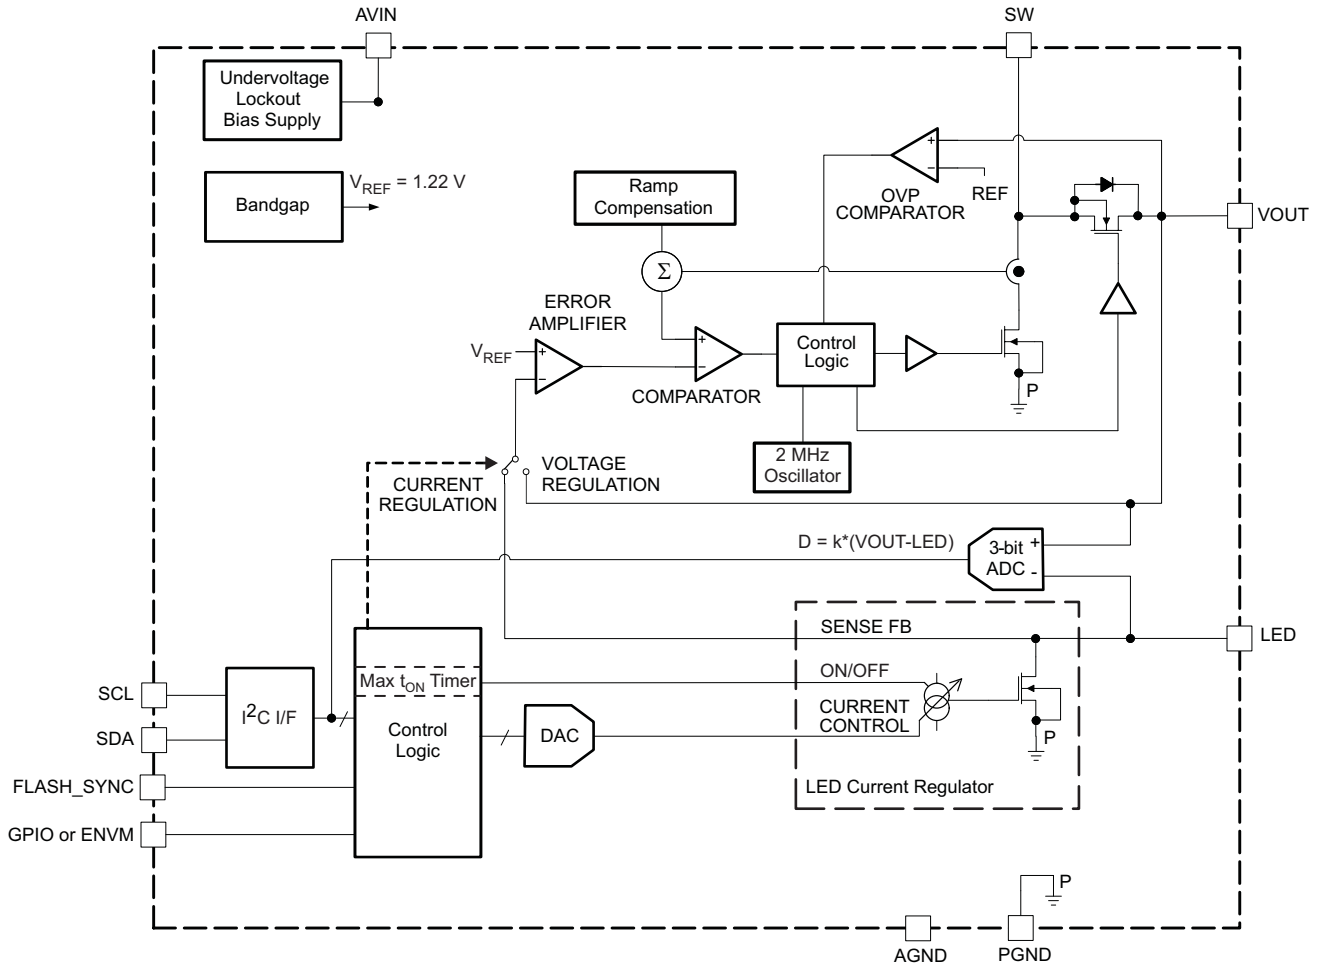 AVIN
SW
Undervoltage
Lockout
Bias Supply
Bandgap
VREF = 1.22 V
Ramp
Compensation
Σ
+
−
REF
OVP
COMPARATOR
VOUT
ERROR
AMPLIFIER
VREF
+
−
+
−
COMPARATOR
Control
Logic
P
2 MHz
Oscillator
VOLTAGE
REGULATION
CURRENT
REGULATION
D = k*(VOUT-LED)
3-bit
ADC
+
-
SENSE FB
LED
ON/OFF
CURRENT
CONTROL
P
LED Current Regulator
Max tON Timer
Control
Logic
DAC
I2C I/F
SCL
SDA
FLASH_SYNC
GPIO or ENVM
P
AGND
PGND